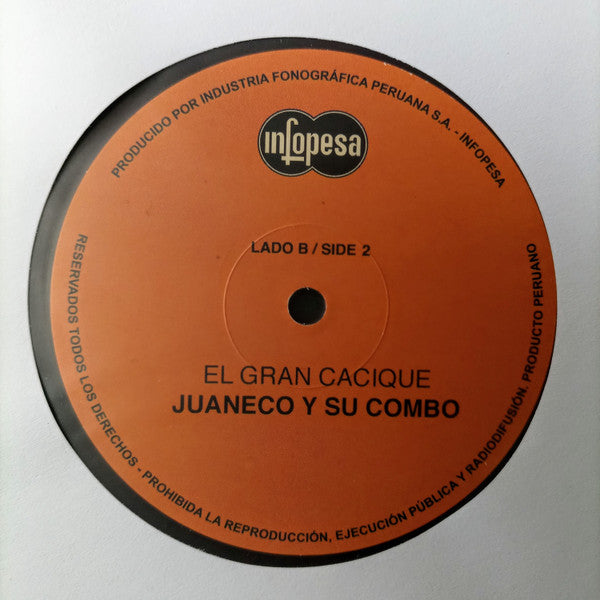 PRODUCIDO POR INDUSTRIA FONOGRÁFICA PERUANA S.A. - INFOPESA
infopesa
LADO B / SIDE 2
EL GRAN CACIQUE
JUANECO Y SU COMBO
RESERVADOS TODOS LOS DERECHOS - PROHIBIDA LA REPRODUCCIÓN, EJECUCIÓN PÚBLICA Y RADIODIFUSIÓN. PRODUCTO PERUANO